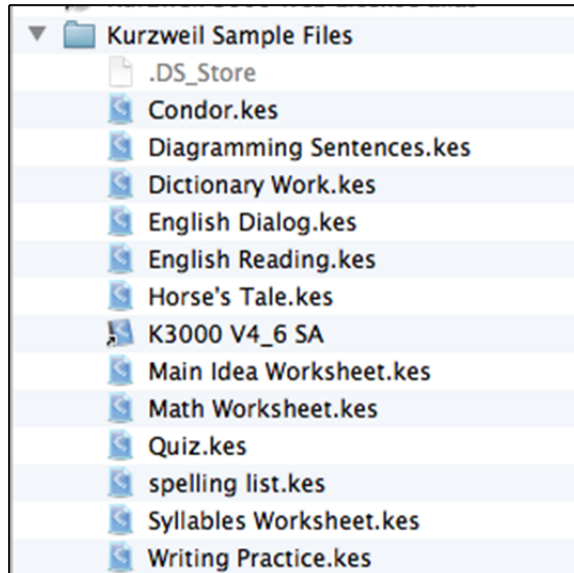 Kurzweil Sample Files
.DS_Store
Condor.kes
Diagramming Sentences.kes
Dictionary Work.kes
English Dialog.kes
English Reading.kes
Horse's Tale.kes
K3000 V4_6 SA
Main Idea Worksheet.kes
Math Worksheet.kes
Quiz.kes
spelling list.kes
Syllables Worksheet.kes
Writing Practice.kes